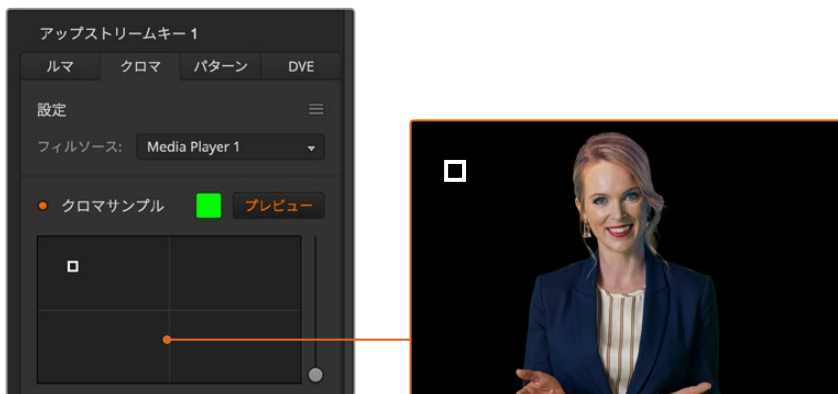 アップストリームキー 1
ルマ クロマ パターン DVE
設定
フィルソース: Media Player 1
クロマサンプル プレビュー